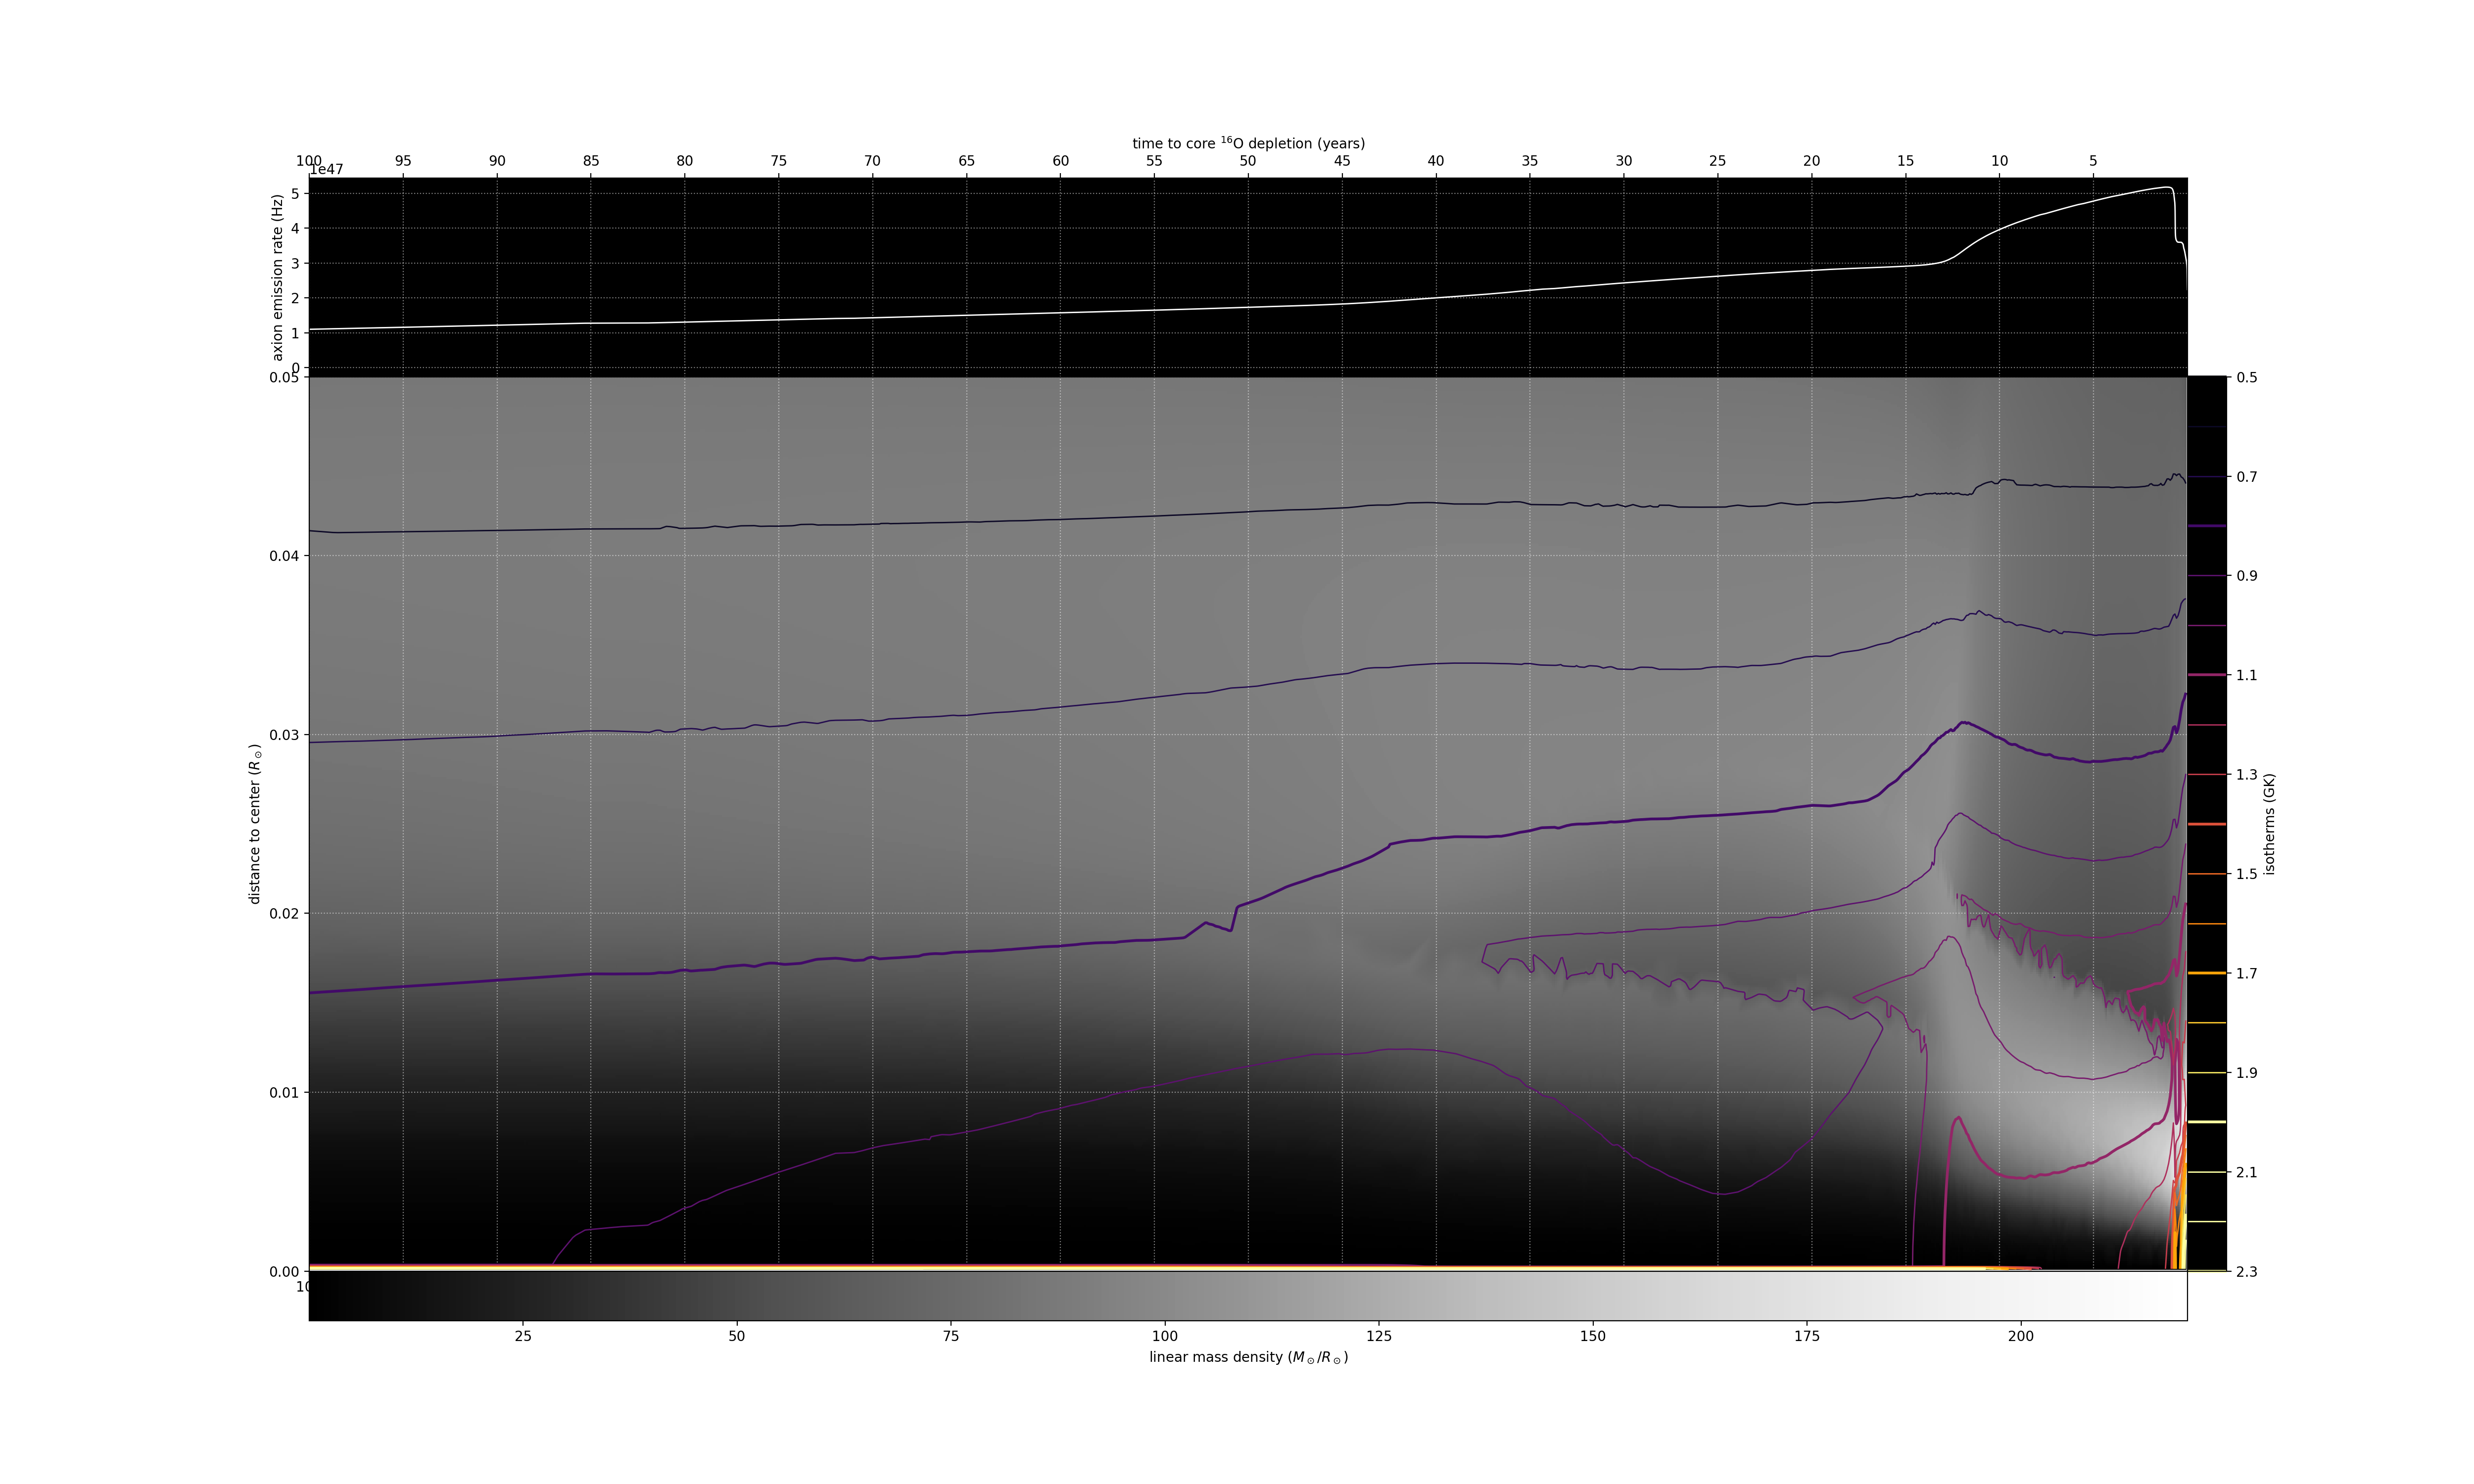 time to core ¹⁶O depletion (years)
100 95 90 85 80 75 70 65 60 55 50 45 40 35 30 25 20 15 10 5
1e47
axion emission rate (Hz)
5
4
3
2
1
0
distance to center (R⊙)
0.05
0.04
0.03
0.02
0.01
0.00
isotherms (GK)
0.5
0.7
0.9
1.1
1.3
1.5
1.7
1.9
2.1
2.3
10
25 50 75 100 125 150 175 200
linear mass density (M⊙/R⊙)